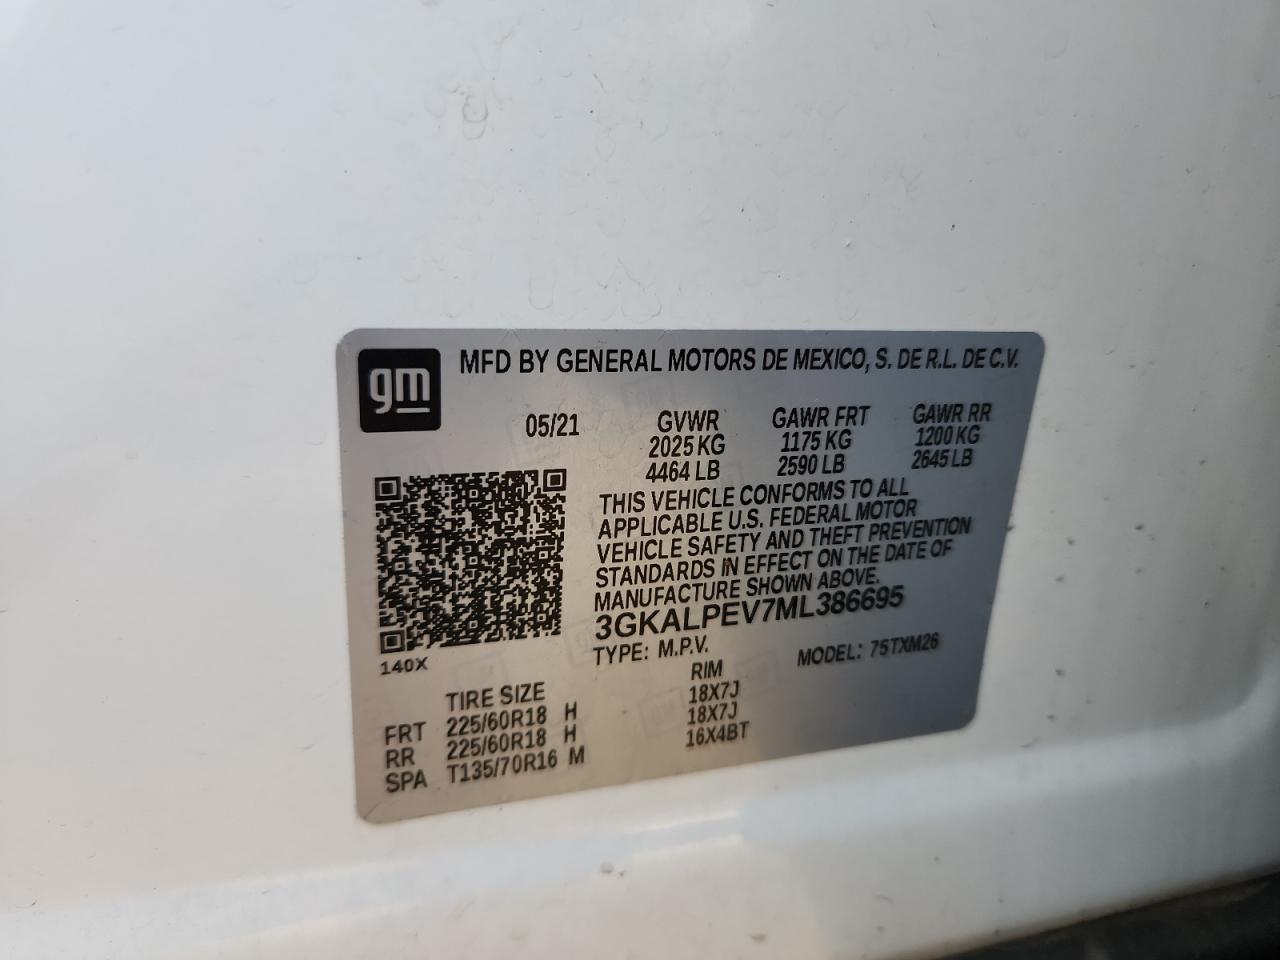 gm
MFD BY GENERAL MOTORS DE MEXICO, S. DE R.L. DE C.V.
05/21 GVWR GAWR FRT GAWR RR
2025 KG 1175 KG 1200 KG
4464 LB 2590 LB 2645 LB
THIS VEHICLE CONFORMS TO ALL
APPLICABLE U.S. FEDERAL MOTOR
VEHICLE SAFETY AND THEFT PREVENTION
STANDARDS IN EFFECT ON THE DATE OF
MANUFACTURE SHOWN ABOVE.
3GKALPEV7ML386695
140X
TYPE: M.P.V. MODEL: 75TXM26
TIRE SIZE RIM
FRT 225/60R18 H 18X7J
RR 225/60R18 H 18X7J
SPA T135/70R16 M 16X4BT